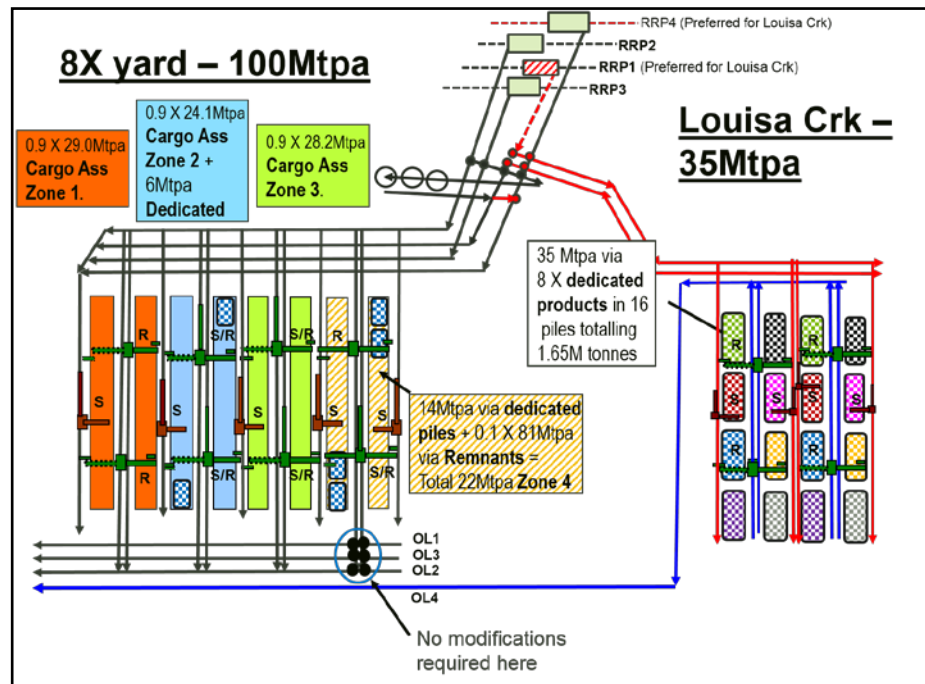 8X yard – 100Mtpa
RRP4 (Preferred for Louisa Crk)
RRP2
RRP1 (Preferred for Louisa Crk)
RRP3
Louisa Crk –
35Mtpa
0.9 X 29.0Mtpa
Cargo Ass
Zone 1.
0.9 X 24.1Mtpa
Cargo Ass
Zone 2 +
6Mtpa
Dedicated
0.9 X 28.2Mtpa
Cargo Ass
Zone 3.
35 Mtpa via
8 X dedicated
products in 16
piles totalling
1.65M tonnes
R
S/R
S/R
R
R
S
S
S
S
S
S
S
R
R
S/R
S/R
14Mtpa via dedicated
piles + 0.1 X 81Mtpa
via Remnants =
Total 22Mtpa Zone 4
OL1
OL3
OL2
OL4
No modifications
required here